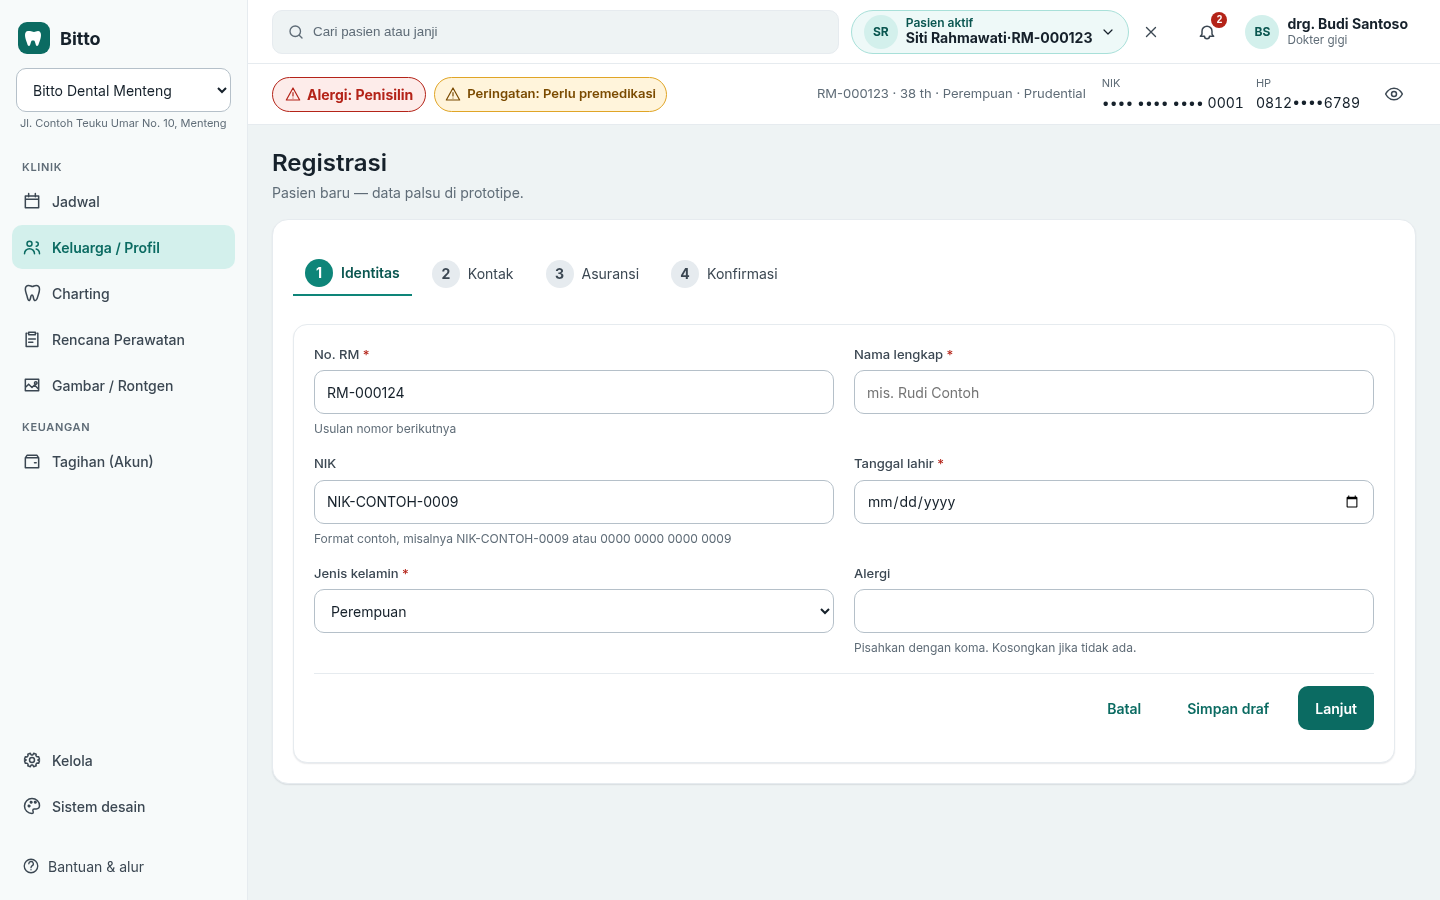 Bitto
Bitto Dental Menteng
Jl. Contoh Teuku Umar No. 10, Menteng
KLINIK
Jadwal
Keluarga / Profil
Charting
Rencana Perawatan
Gambar / Rontgen
KEUANGAN
Tagihan (Akun)
Kelola
Sistem desain
Bantuan & alur
Cari pasien atau janji
SR
Pasien aktif
Siti Rahmawati·RM-000123
2
BS
drg. Budi Santoso
Dokter gigi
Alergi: Penisilin
Peringatan: Perlu premedikasi
RM-000123 · 38 th · Perempuan · Prudential
NIK
•••• •••• •••• 0001
HP
0812••••6789
Registrasi
Pasien baru — data palsu di prototipe.
1 Identitas
2 Kontak
3 Asuransi
4 Konfirmasi
No. RM *
RM-000124
Usulan nomor berikutnya
Nama lengkap *
mis. Rudi Contoh
NIK
NIK-CONTOH-0009
Format contoh, misalnya NIK-CONTOH-0009 atau 0000 0000 0000 0009
Tanggal lahir *
mm/dd/yyyy
Jenis kelamin *
Perempuan
Alergi
Pisahkan dengan koma. Kosongkan jika tidak ada.
Batal
Simpan draf
Lanjut